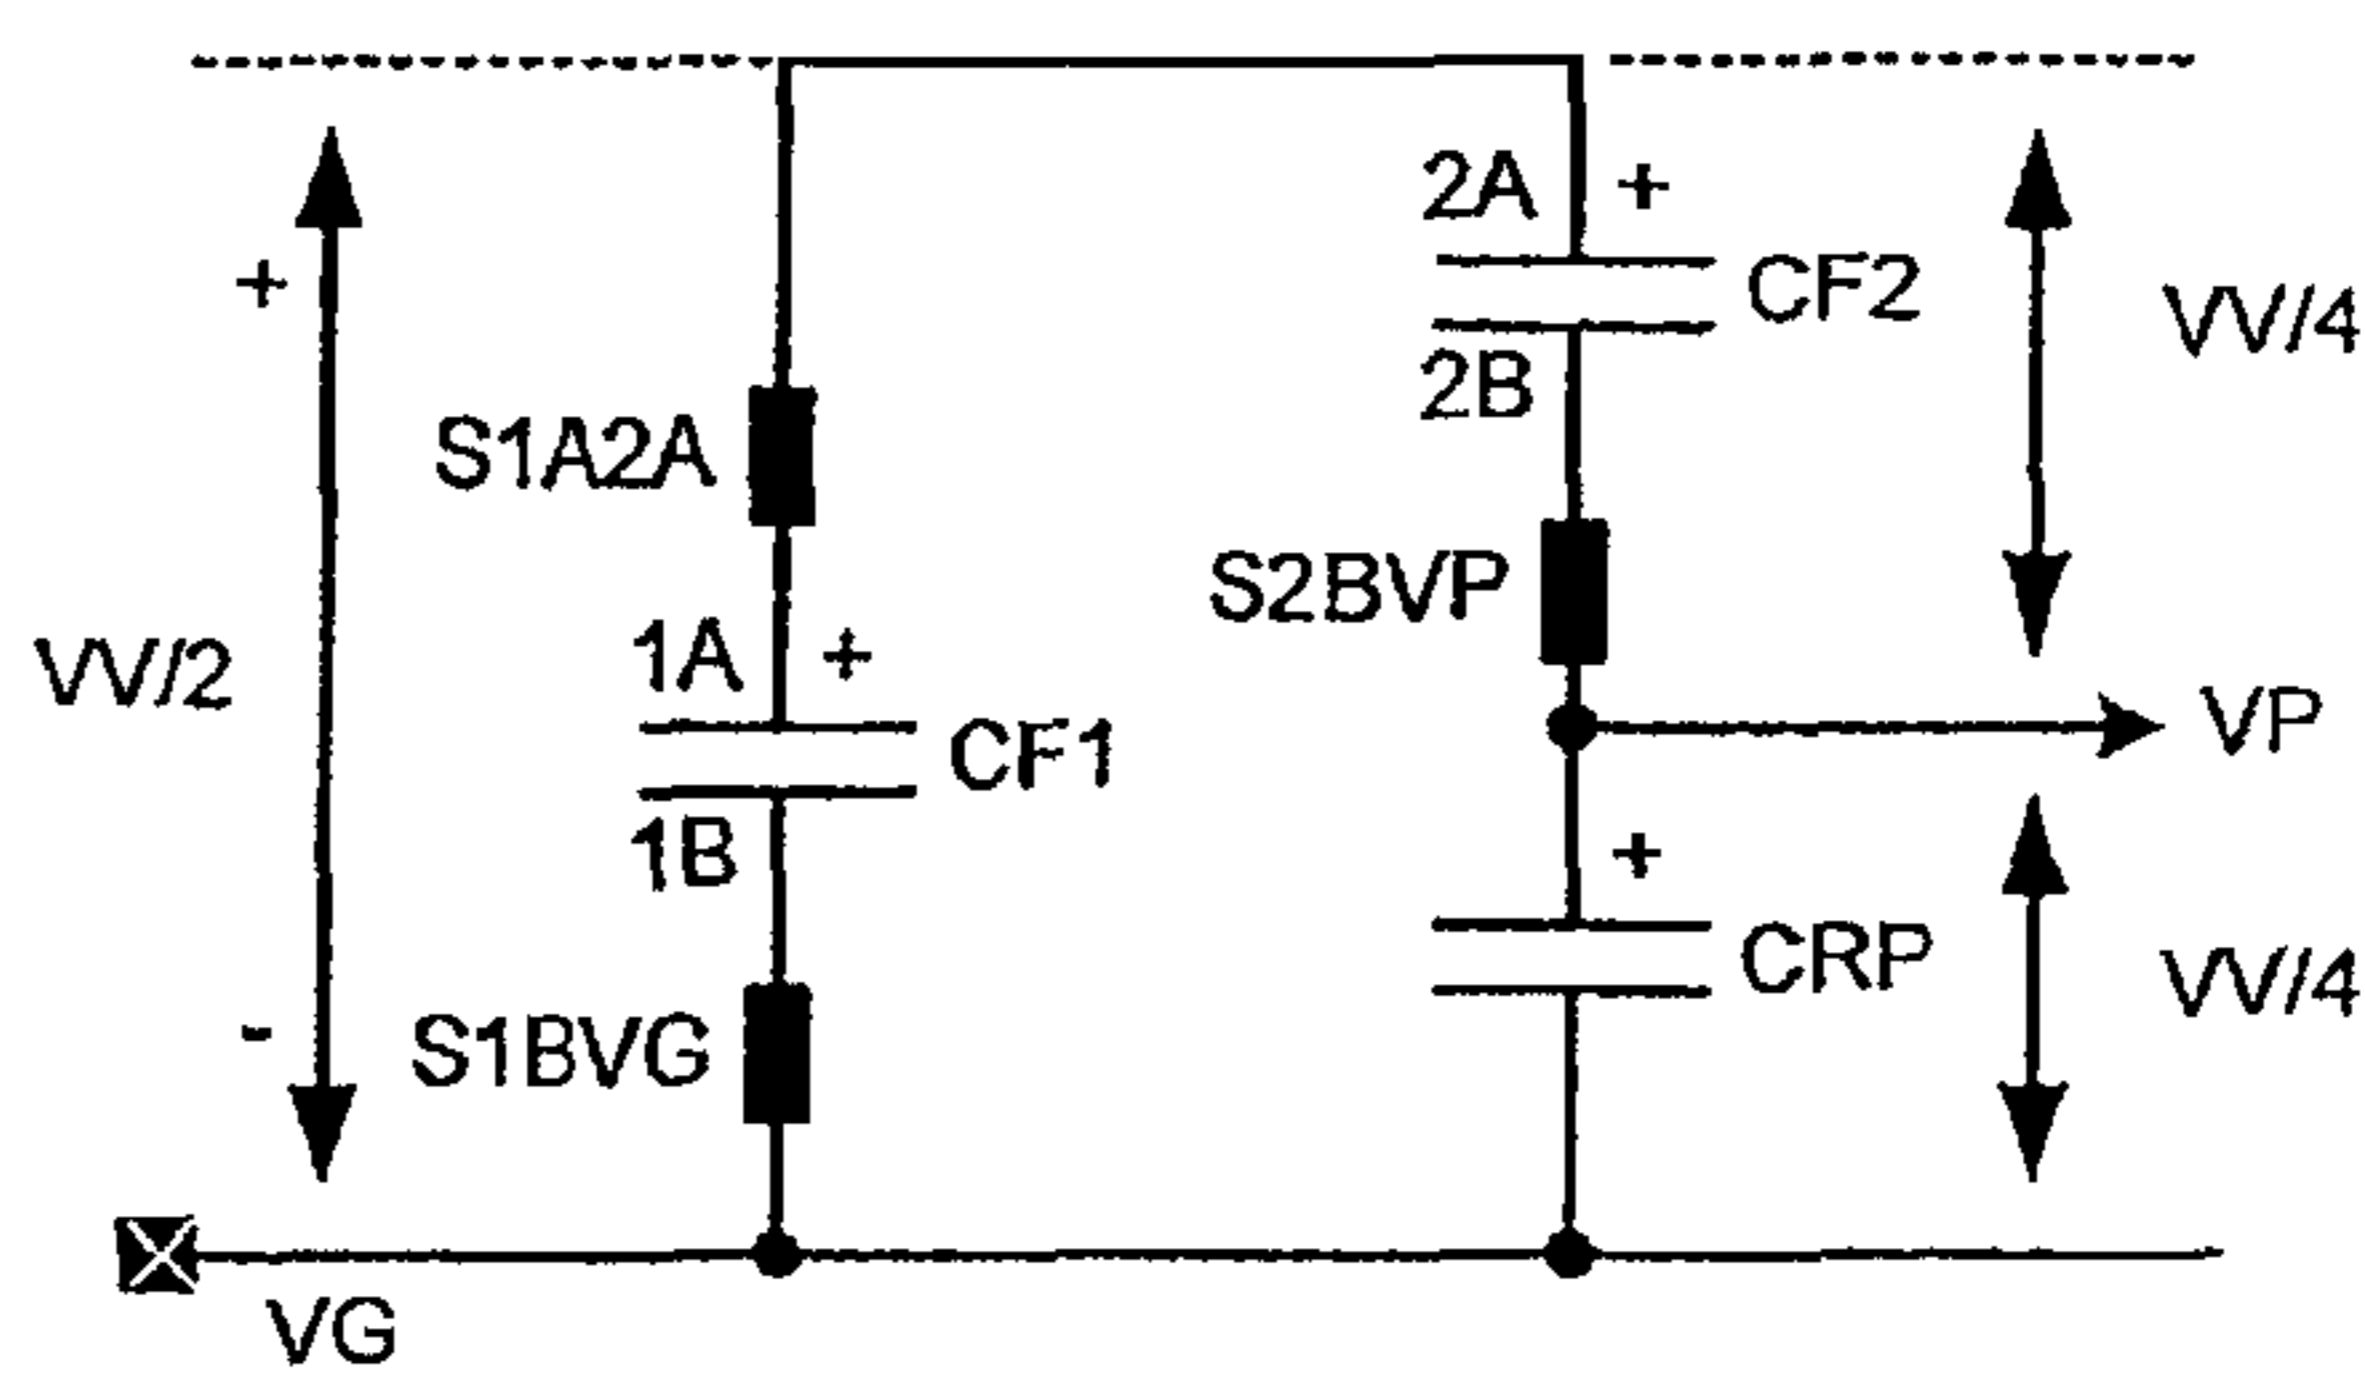 2A +
CF2
VV/4
+
2B
S1A2A
S2BVP
1A +
VV/2
VP
CF1
1B
+
CRP
VV/4
-
S1BVG
VG